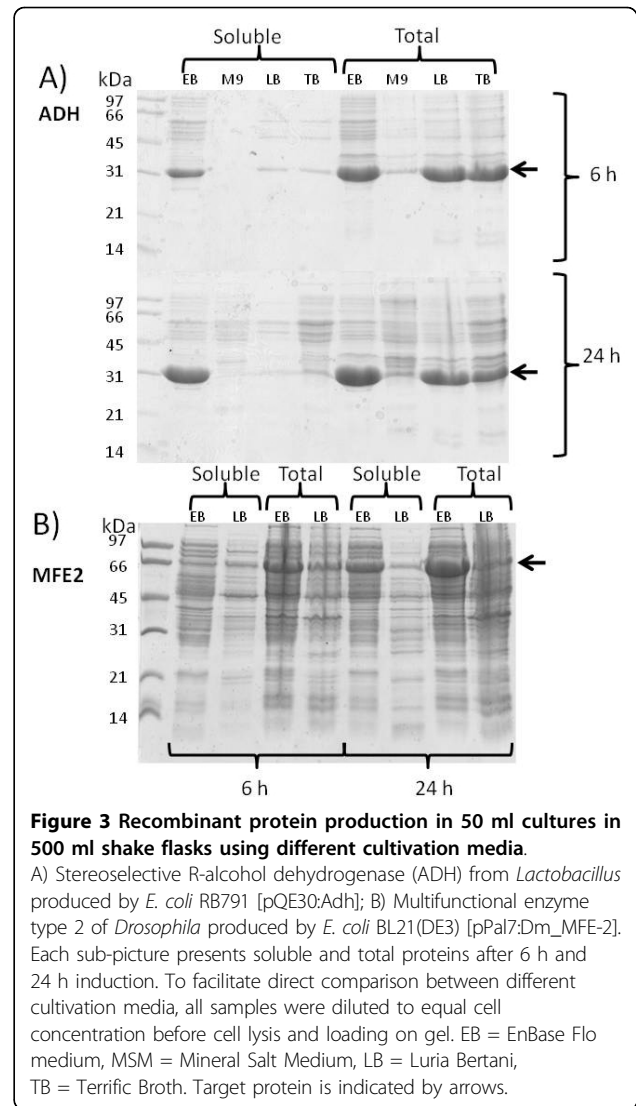 Soluble Total
A) kDa EB M9 LB TB EB M9 LB TB
ADH
97
66
45
31
21
14
6 h
97
66
45
31
21
14
24 h
Soluble Total Soluble Total
B) kDa EB LB EB LB EB LB EB LB
MFE2
97
66
45
31
21
14
6 h 24 h
Figure 3 Recombinant protein production in 50 ml cultures in
500 ml shake flasks using different cultivation media.
A) Stereoselective R-alcohol dehydrogenase (ADH) from Lactobacillus
produced by E. coli RB791 [pQE30:Adh]; B) Multifunctional enzyme
type 2 of Drosophila produced by E. coli BL21(DE3) [pPal7:Dm_MFE-2].
Each sub-picture presents soluble and total proteins after 6 h and
24 h induction. To facilitate direct comparison between different
cultivation media, all samples were diluted to equal cell
concentration before cell lysis and loading on gel. EB = EnBase Flo
medium, MSM = Mineral Salt Medium, LB = Luria Bertani,
TB = Terrific Broth. Target protein is indicated by arrows.